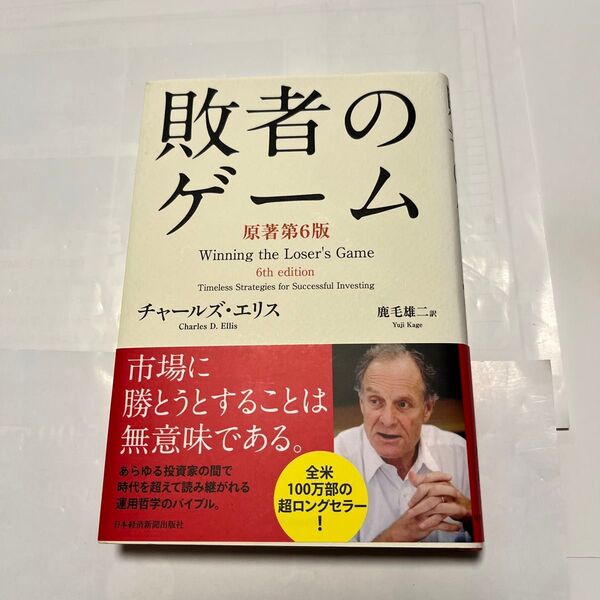 敗者の
ゲーム
原著第6版
Winning the Loser's Game
6th edition
Timeless Strategies for Successful Investing
チャールズ・エリス
Charles D. Ellis
鹿毛雄二 訳
Yuji Kage
市場に
勝とうとすることは
無意味である。
あらゆる投資家の間で
時代を超えて読み継がれる
運用哲学のバイブル。
日本経済新聞出版社
全米
100万部の
超ロングセラー
!